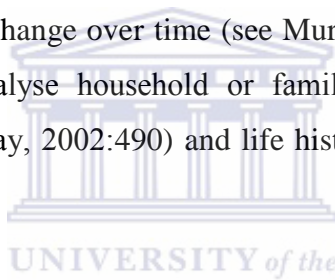 hange over time (see Mur
alyse household or famil
ay, 2002:490) and life hist
UNIVERSITY of the